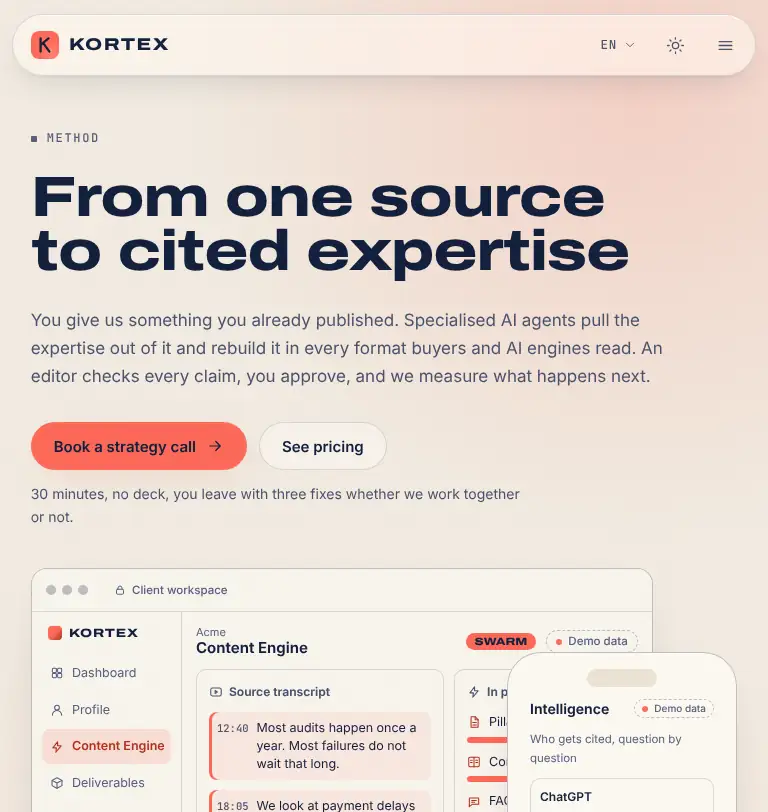 KORTEX
EN
METHOD
From one source
to cited expertise
You give us something you already published. Specialised AI agents pull the
expertise out of it and rebuild it in every format buyers and AI engines read. An
editor checks every claim, you approve, and we measure what happens next.
Book a strategy call →
See pricing
30 minutes, no deck, you leave with three fixes whether we work together
or not.
Client workspace
KORTEX
Dashboard
Profile
Content Engine
Deliverables
Acme
Content Engine
SWARM
Demo data
Source transcript
12:40 Most audits happen once a
year. Most failures do not
wait that long.
18:05 We look at payment delays
In p
Pill
Co
FAQ
Intelligence
Demo data
Who gets cited, question by
question
ChatGPT